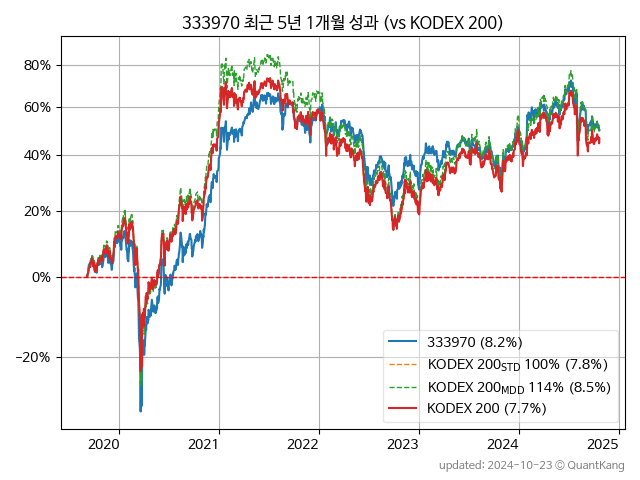 333970 최근 5년 1개월 성과 (vs KODEX 200)
80%
60%
40%
20%
0%
−20%
333970 (8.2%)
KODEX 200STD 100% (7.8%)
KODEX 200MDD 114% (8.5%)
KODEX 200 (7.7%)
2020 2021 2022 2023 2024 2025
updated: 2024-10-23 © QuantKang